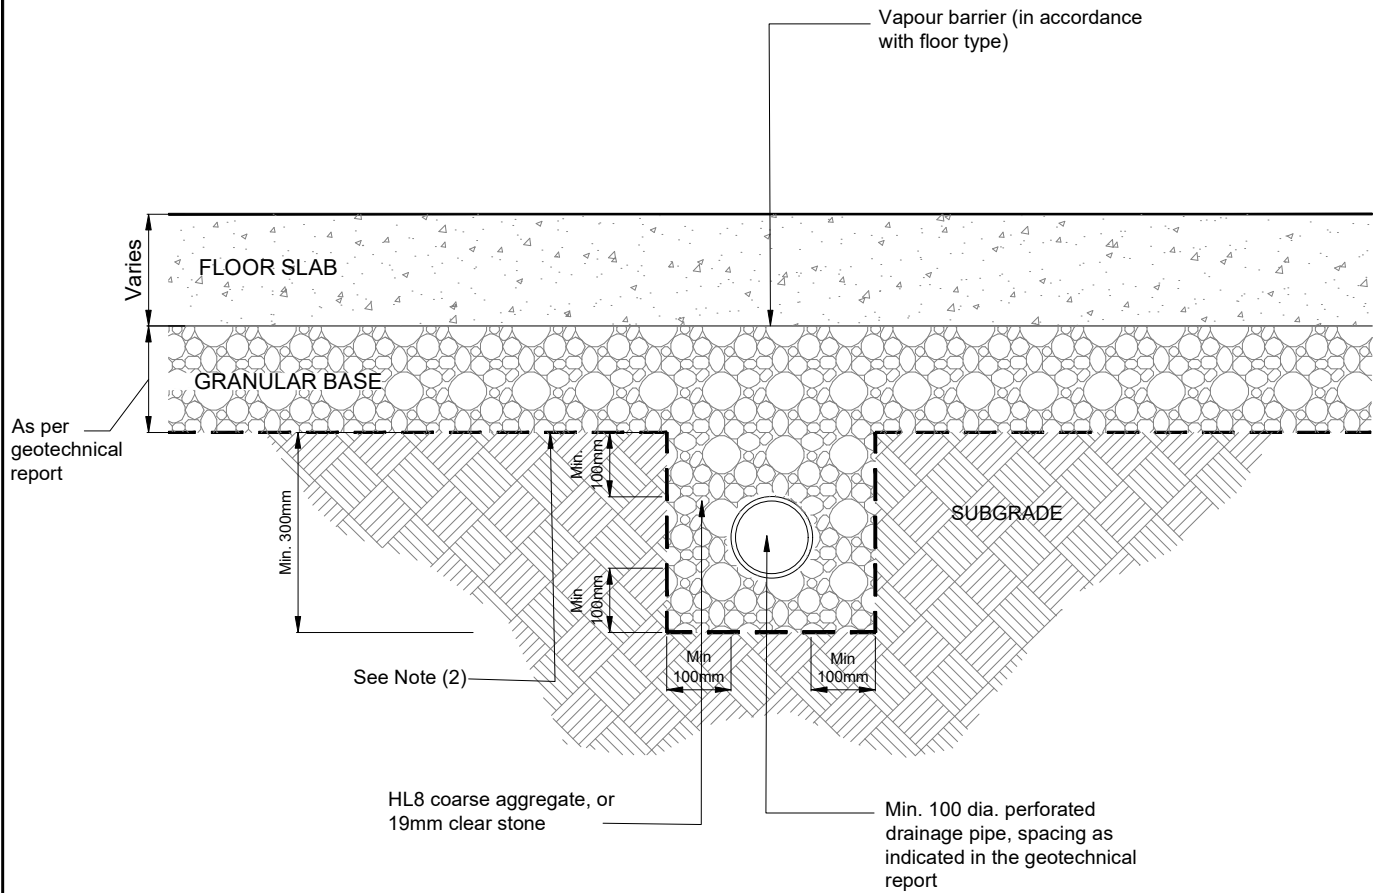 Vapour barrier (in accordance
with floor type)
Varies
FLOOR SLAB
GRANULAR BASE
As per
geotechnical
report
Min.
100mm
Min. 300mm
SUBGRADE
Min
100mm
Min
100mm
Min
100mm
See Note (2)
HL8 coarse aggregate, or
19mm clear stone
Min. 100 dia. perforated
drainage pipe, spacing as
indicated in the geotechnical
report